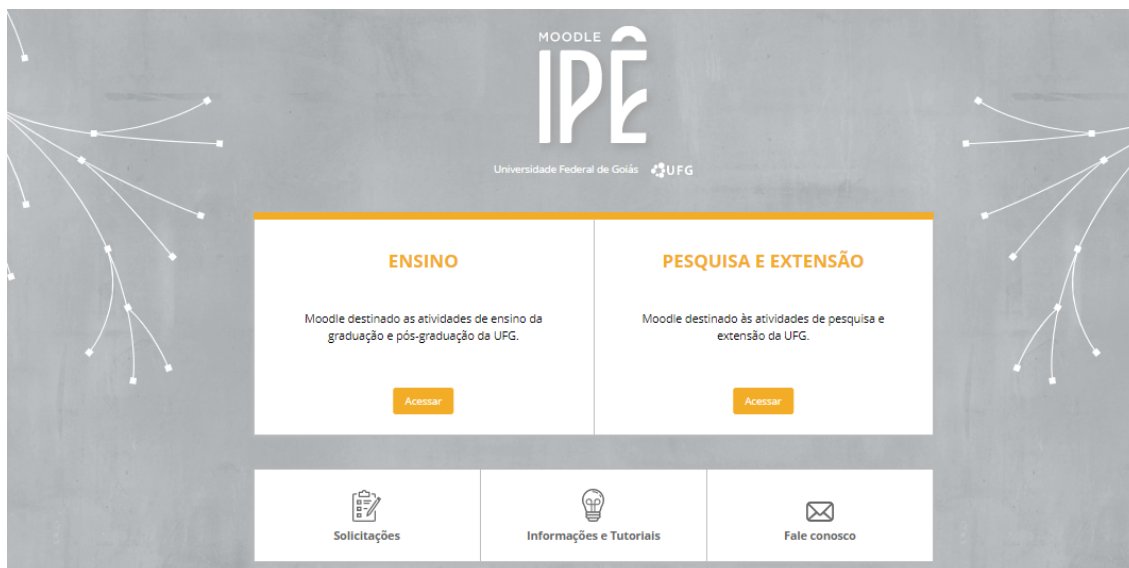 MOODLE
IPÊ
Universidade Federal de Goiás UFG
ENSINO
Moodle destinado as atividades de ensino da
graduação e pós-graduação da UFG.
Acessar
PESQUISA E EXTENSÃO
Moodle destinado às atividades de pesquisa e
extensão da UFG.
Acessar
Solicitações
Informações e Tutoriais
Fale conosco